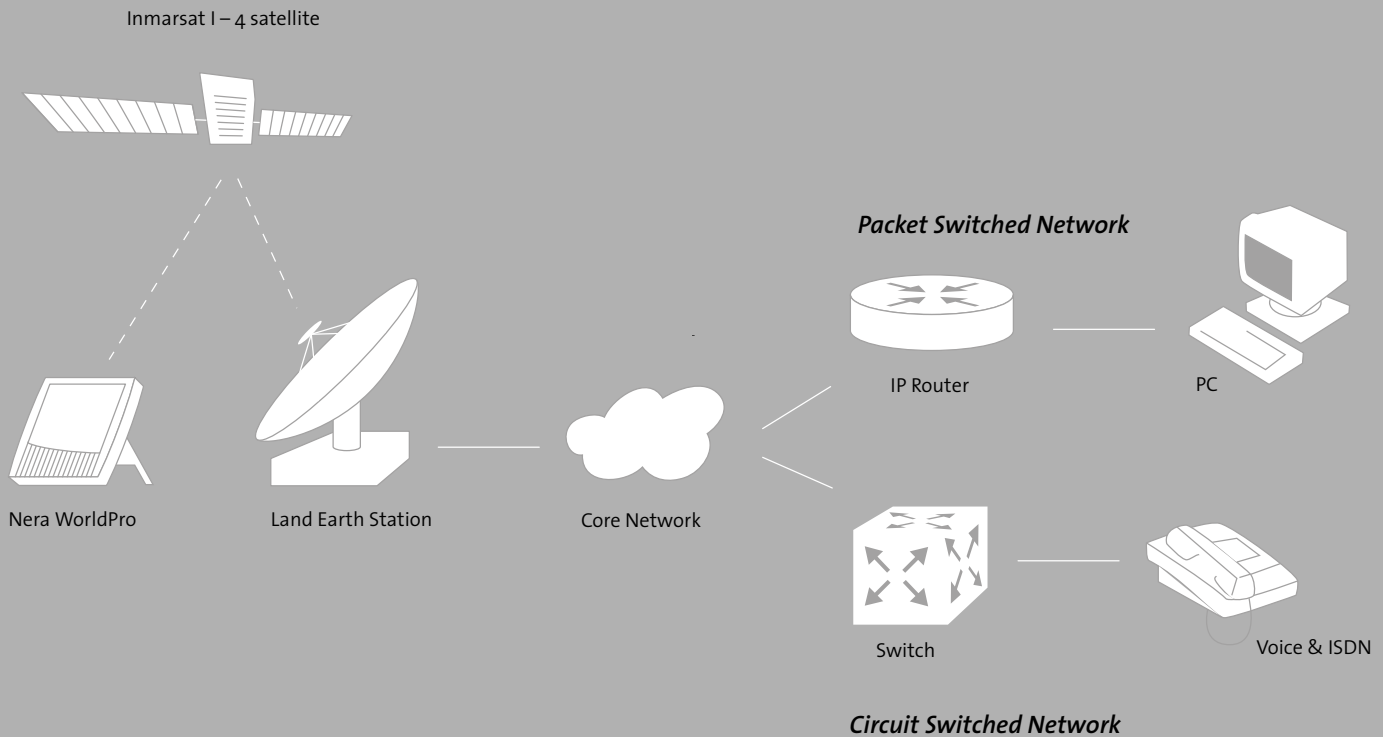 Inmarsat I – 4 satellite
Packet Switched Network
IP Router
PC
Nera WorldPro
Land Earth Station
Core Network
Switch
Voice & ISDN
Circuit Switched Network